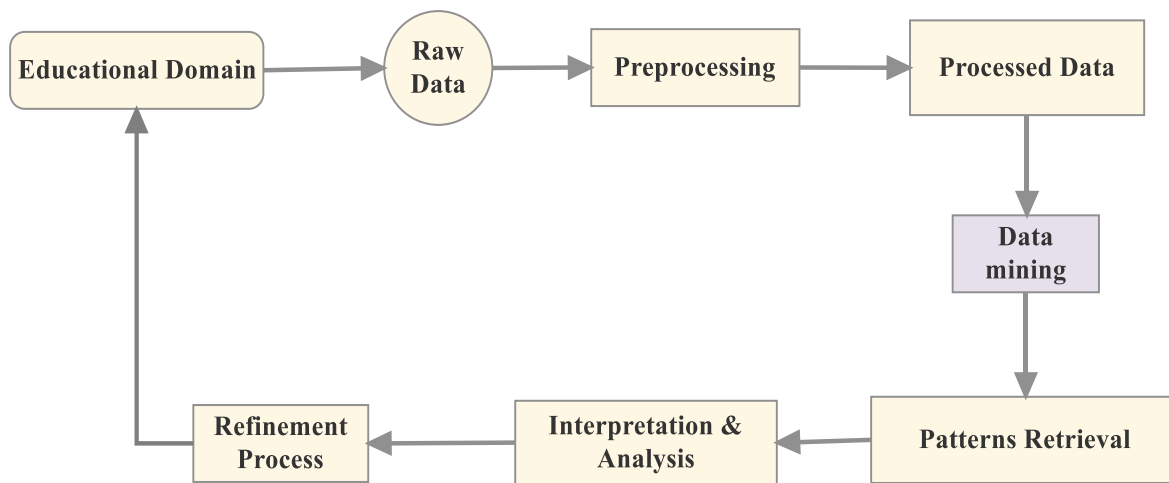 Educational Domain
Raw
Data
Preprocessing
Processed Data
Data
mining
Patterns Retrieval
Interpretation &
Analysis
Refinement
Process